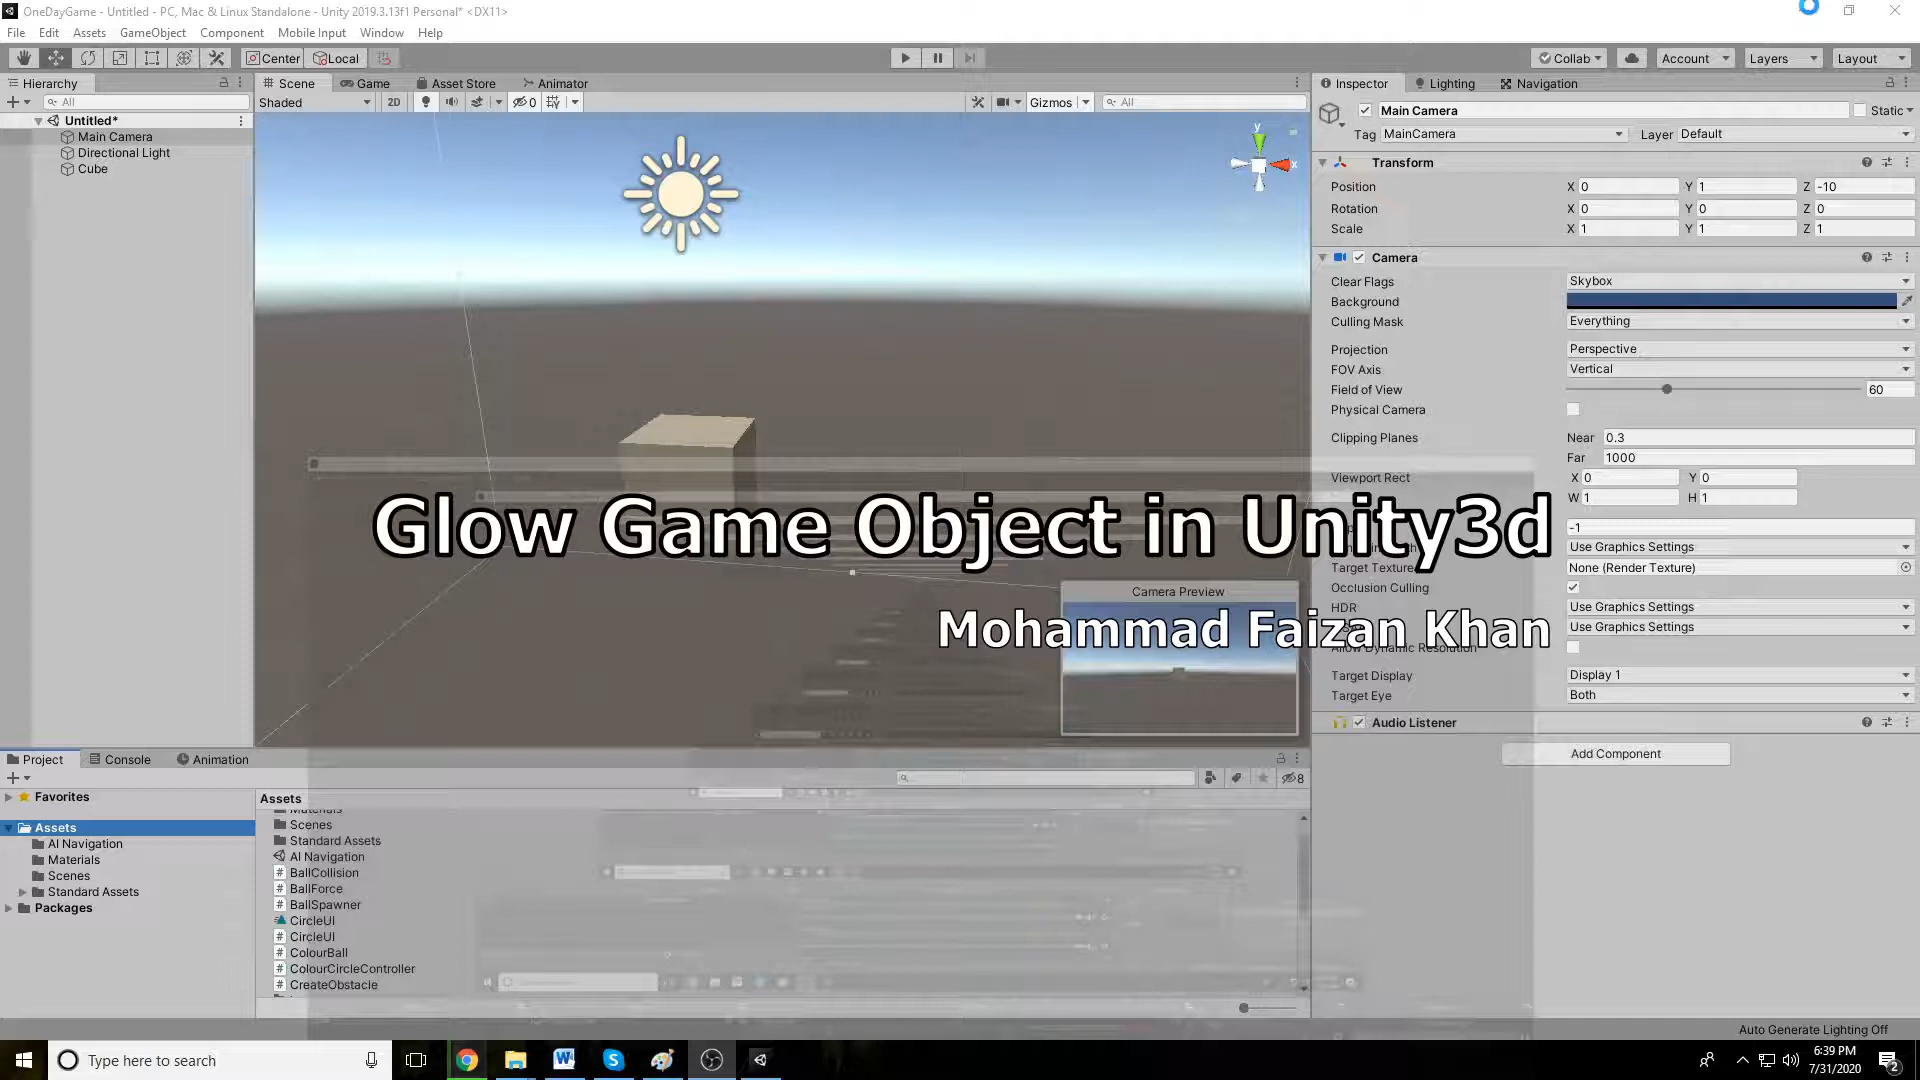 OneDayGame - Untitled - PC, Mac & Linux Standalone - Unity 2019.3.13f1 Personal* <DX11>
File Edit Assets GameObject Component Mobile Input Window Help
Center Local Collab Account Layers Layout
Hierarchy
All
Untitled*
Main Camera
Directional Light
Cube
Scene Game Asset Store Animator
Shaded 2D 0 Gizmos All
y
x
Camera Preview
Inspector Lighting Navigation
Main Camera Static
Tag MainCamera Layer Default
Transform
Position X 0 Y 1 Z -10
Rotation X 0 Y 0 Z 0
Scale X 1 Y 1 Z 1
Camera
Clear Flags Skybox
Background
Culling Mask Everything
Projection Perspective
FOV Axis Vertical
Field of View 60
Physical Camera
Clipping Planes Near 0.3
Far 1000
Viewport Rect X 0 Y 0
W 1 H 1
-1
Use Graphics Settings
Target Texture None (Render Texture)
Occlusion Culling
HDR Use Graphics Settings
Use Graphics Settings
Allow Dynamic Resolution
Target Display Display 1
Target Eye Both
Audio Listener
Add Component
Glow Game Object in Unity3d
Mohammad Faizan Khan
Project Console Animation
8
Favorites
Assets
AI Navigation
Materials
Scenes
Standard Assets
Packages
Assets
Materials
Scenes
Standard Assets
AI Navigation
BallCollision
BallForce
BallSpawner
CircleUI
CircleUI
ColourBall
ColourCircleController
CreateObstacle
Auto Generate Lighting Off
Type here to search
6:39 PM
7/31/2020
2